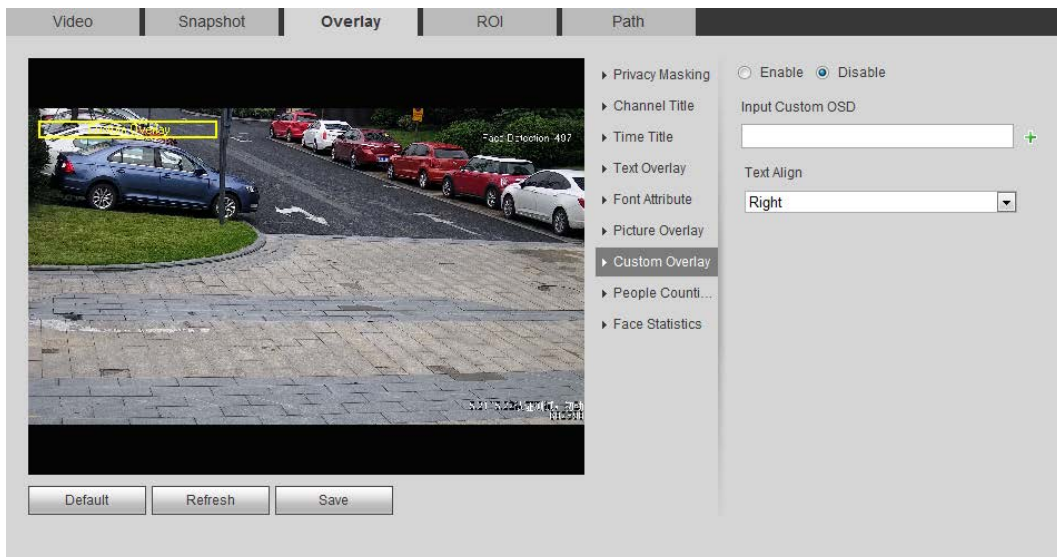 Video
Snapshot
Overlay
ROI
Path
Overlay
Face Detection
Privacy Masking
Channel Title
Time Title
Text Overlay
Font Attribute
Picture Overlay
Custom Overlay
People Counti...
Face Statistics
Enable
Disable
Input Custom OSD
Text Align
Right
Default
Refresh
Save